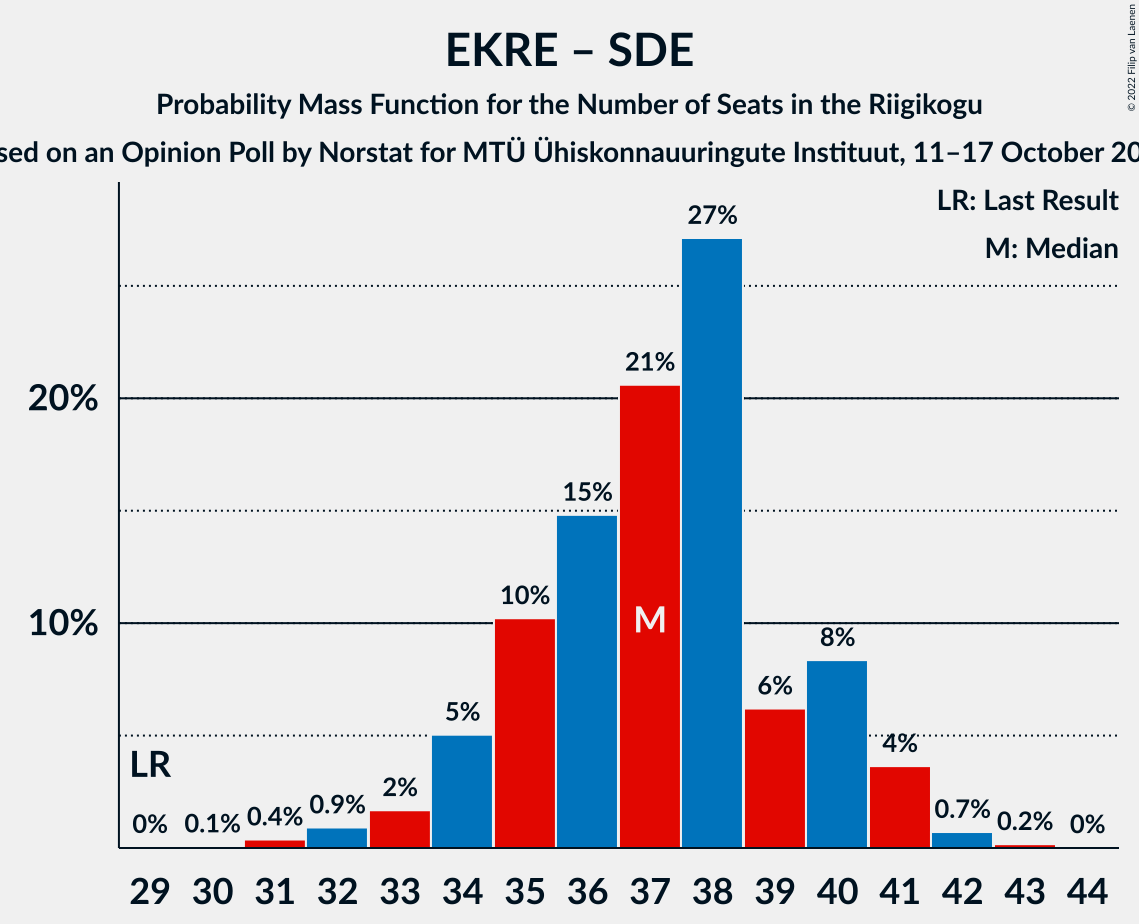 EKRE – SDE
Probability Mass Function for the Number of Seats in the Riigikogu
sed on an Opinion Poll by Norstat for MTÜ Ühiskonnauuringute Instituut, 11–17 October 20
© 2022 Filip van Laenen
LR: Last Result
M: Median
27%
21%
20%
15%
10%
M
10%
8%
6%
5%
4%
LR
2%
0% 0.1% 0.4% 0.9% 0.7% 0.2% 0%
29 30 31 32 33 34 35 36 37 38 39 40 41 42 43 44